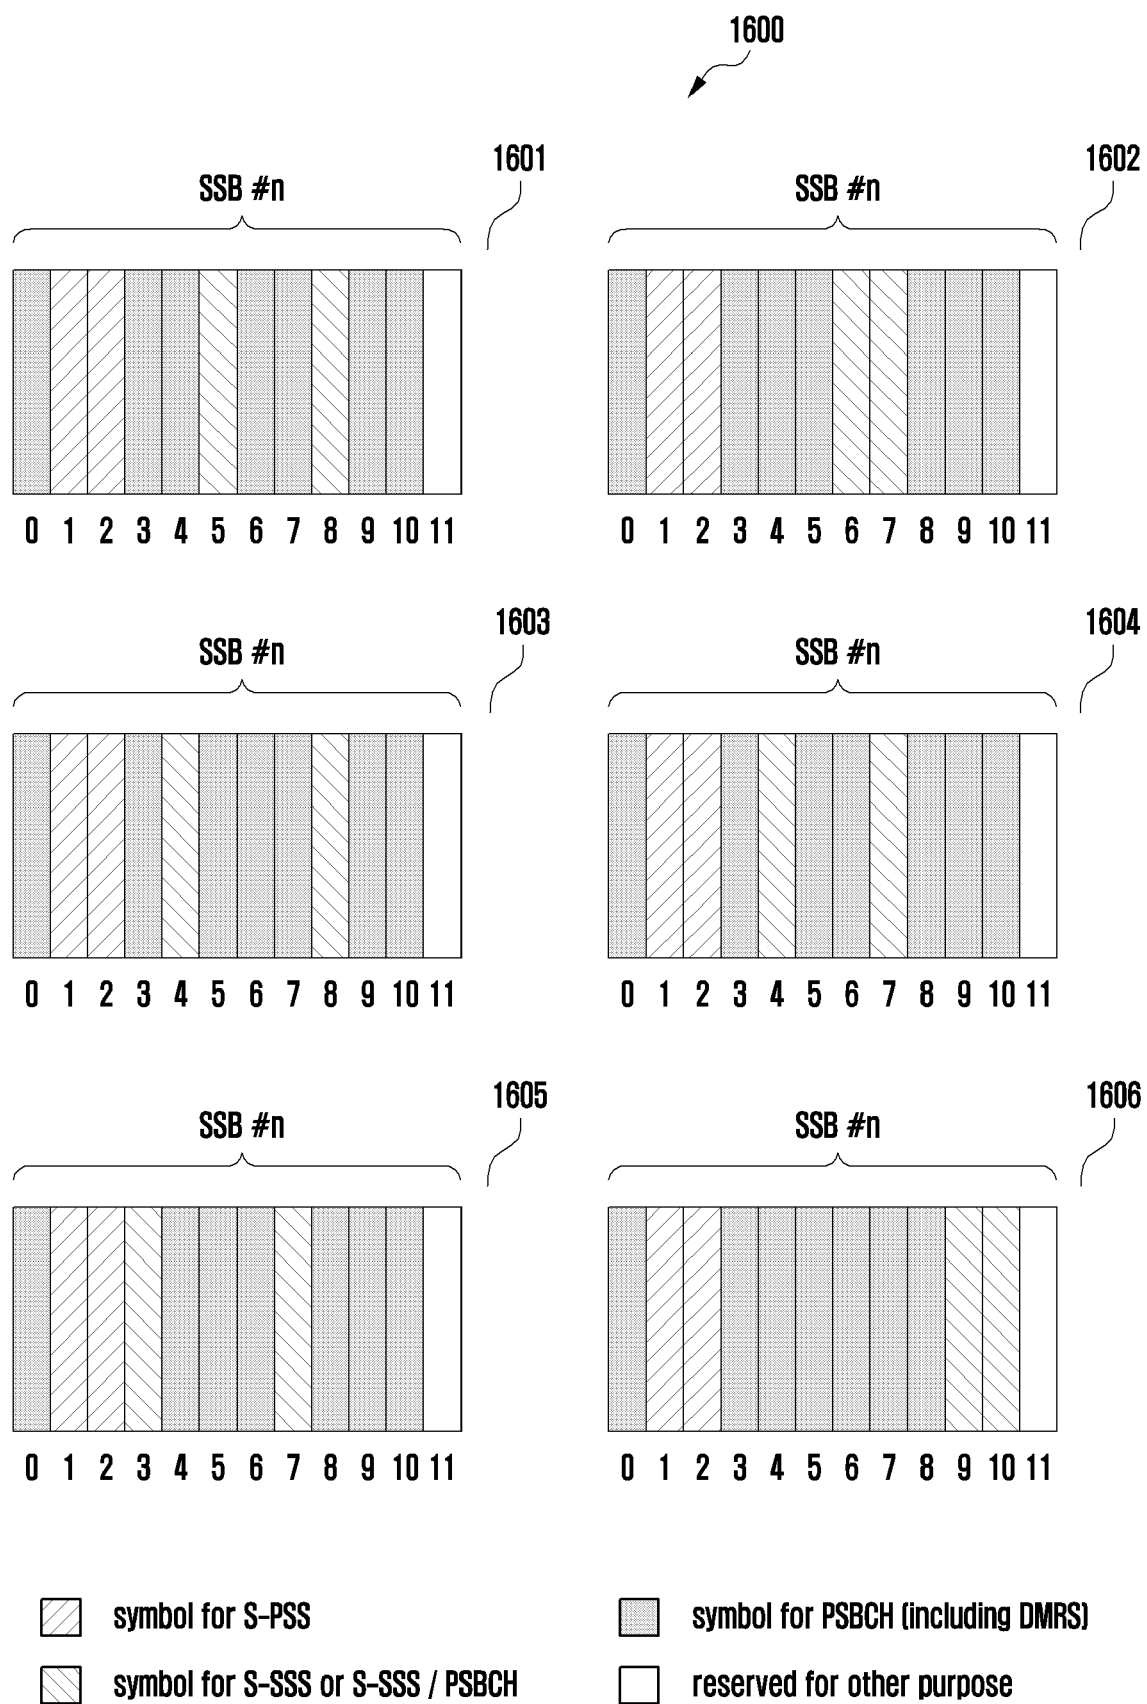 1600
1601
1602
SSB #n
SSB #n
0 1 2 3 4 5 6 7 8 9 10 11
0 1 2 3 4 5 6 7 8 9 10 11
1603
1604
SSB #n
SSB #n
0 1 2 3 4 5 6 7 8 9 10 11
0 1 2 3 4 5 6 7 8 9 10 11
1605
1606
SSB #n
SSB #n
0 1 2 3 4 5 6 7 8 9 10 11
0 1 2 3 4 5 6 7 8 9 10 11
symbol for S-PSS
symbol for PSBCH (including DMRS)
symbol for S-SSS or S-SSS / PSBCH
reserved for other purpose